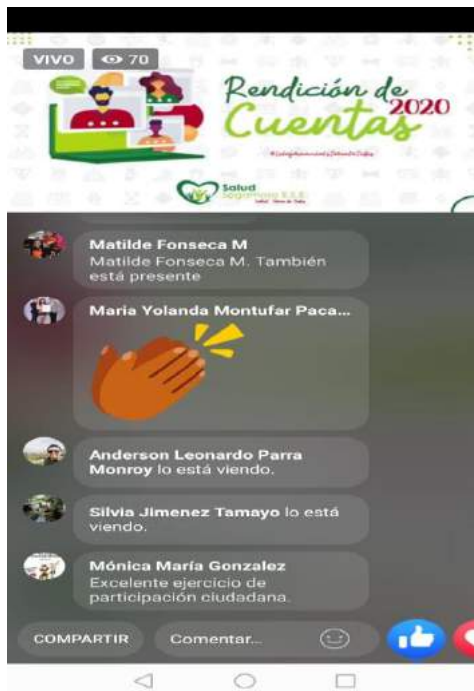 VIVO 70
Rendición de
2020
Cuentas
Salud
Sogamoso E.S.E.
Matilde Fonseca M
Matilde Fonseca M. También
está presente
Maria Yolanda Montufar Paca...
Anderson Leonardo Parra
Monroy lo está viendo.
Silvia Jimenez Tamayo lo está
viendo.
Mónica María Gonzalez
Excelente ejercicio de
participación ciudadana.
COMPARTIR Comentar...